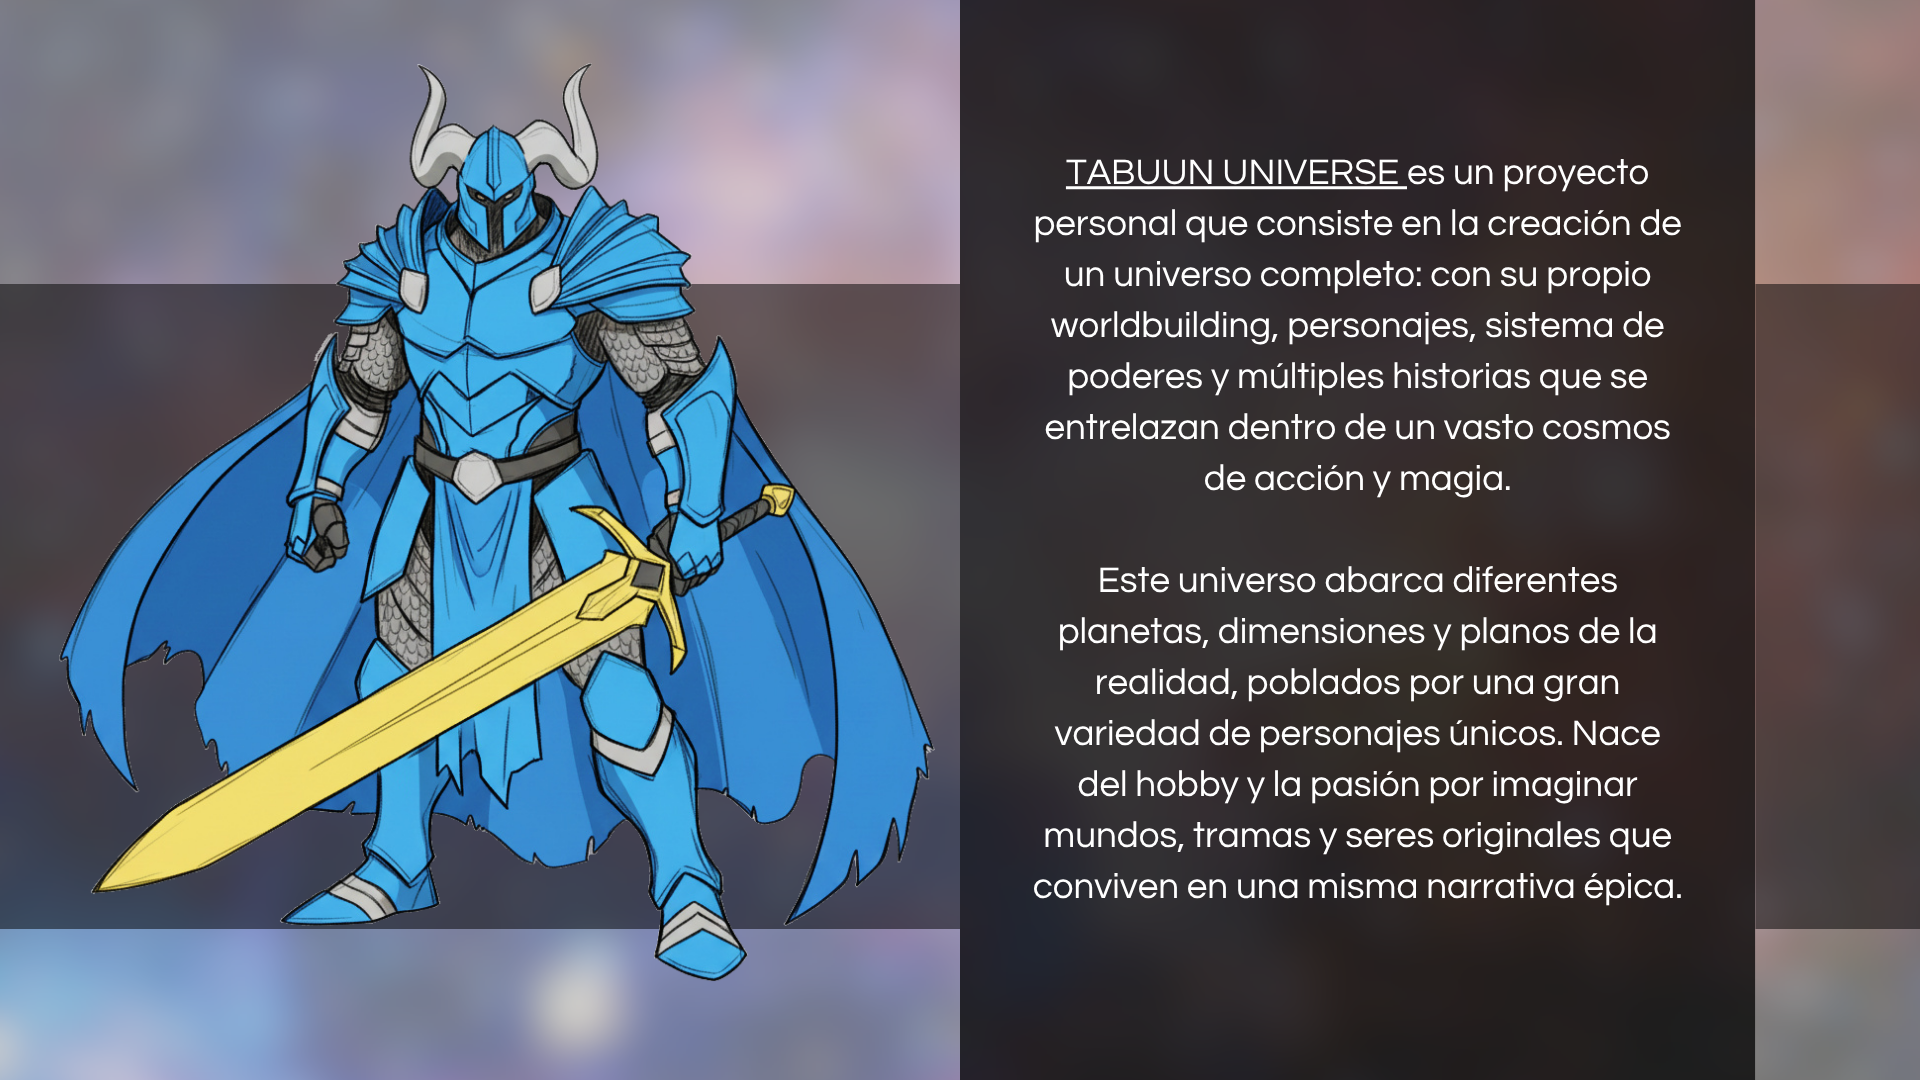 TABUUN UNIVERSE es un proyecto
personal que consiste en la creación de
un universo completo: con su propio
worldbuilding, personajes, sistema de
poderes y múltiples historias que se
entrelazan dentro de un vasto cosmos
de acción y magia.
Este universo abarca diferentes
planetas, dimensiones y planos de la
realidad, poblados por una gran
variedad de personajes únicos. Nace
del hobby y la pasión por imaginar
mundos, tramas y seres originales que
conviven en una misma narrativa épica.